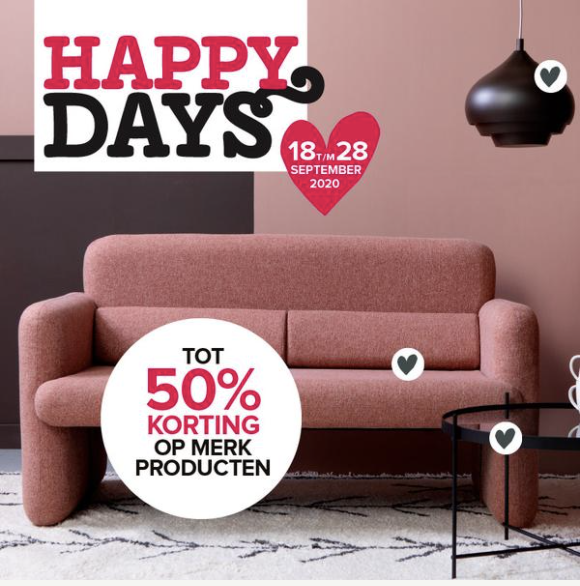 HAPPY
DAYS
18 T/M 28
SEPTEMBER
2020
TOT
50%
KORTING
OP MERK
PRODUCTEN